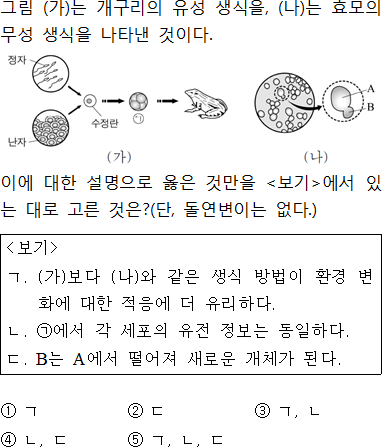 그림 (가)는 개구리의 유성 생식을, (나)는 효모의
무성 생식을 나타낸 것이다.
정자
난자
수정란
㉠
A
B
(가)
(나)
이에 대한 설명으로 옳은 것만을 <보기>에서 있
는 대로 고른 것은?(단, 돌연변이는 없다.)
<보기>
ㄱ. (가)보다 (나)와 같은 생식 방법이 환경 변
화에 대한 적응에 더 유리하다.
ㄴ. ㉠에서 각 세포의 유전 정보는 동일하다.
ㄷ. B는 A에서 떨어져 새로운 개체가 된다.
① ㄱ ② ㄷ ③ ㄱ, ㄴ
④ ㄴ, ㄷ ⑤ ㄱ, ㄴ, ㄷ